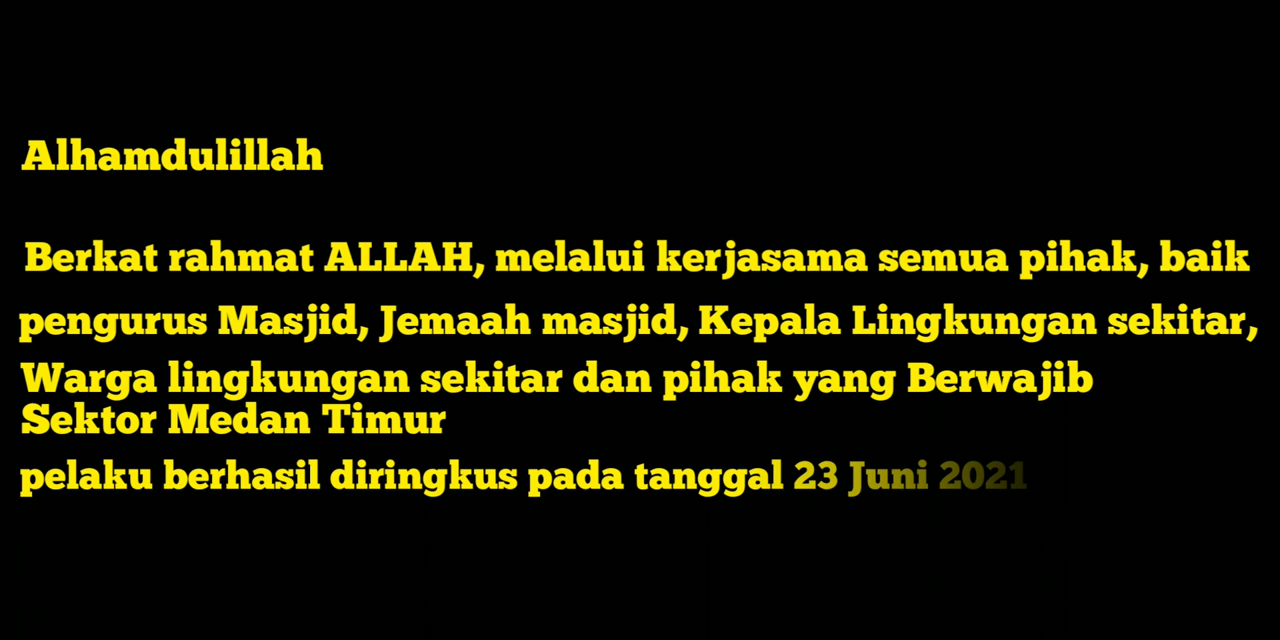 Alhamdulillah
Berkat rahmat ALLAH, melalui kerjasama semua pihak, baik
pengurus Masjid, Jemaah masjid, Kepala Lingkungan sekitar,
Warga lingkungan sekitar dan pihak yang Berwajib
Sektor Medan Timur
pelaku berhasil diringkus pada tanggal 23 Juni 2021